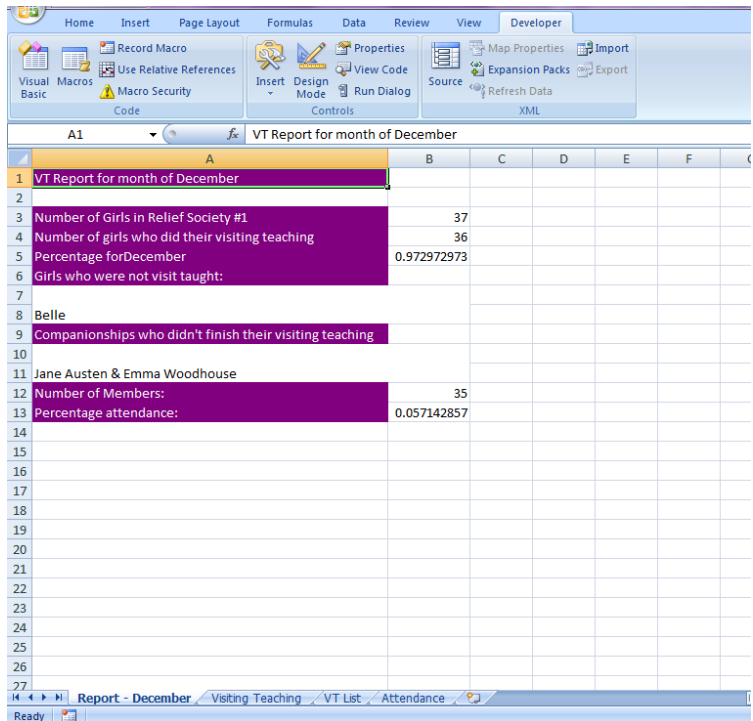 Home Insert Page Layout Formulas Data Review View Developer
Record Macro Properties Map Properties Import
Use Relative References View Code Expansion Packs Export
Visual Basic Macros Macro Security Insert Design Mode Run Dialog Source Refresh Data
Code Controls XML
A1 fx VT Report for month of December
A B C D E F
1 VT Report for month of December
2
3 Number of Girls in Relief Society #1 37
4 Number of girls who did their visiting teaching 36
5 Percentage forDecember 0.972972973
6 Girls who were not visit taught:
7
8 Belle
9 Companionships who didn't finish their visiting teaching
10
11 Jane Austen & Emma Woodhouse
12 Number of Members: 35
13 Percentage attendance: 0.057142857
14
15
16
17
18
19
20
21
22
23
24
25
26
27
Report - December Visiting Teaching VT List Attendance
Ready